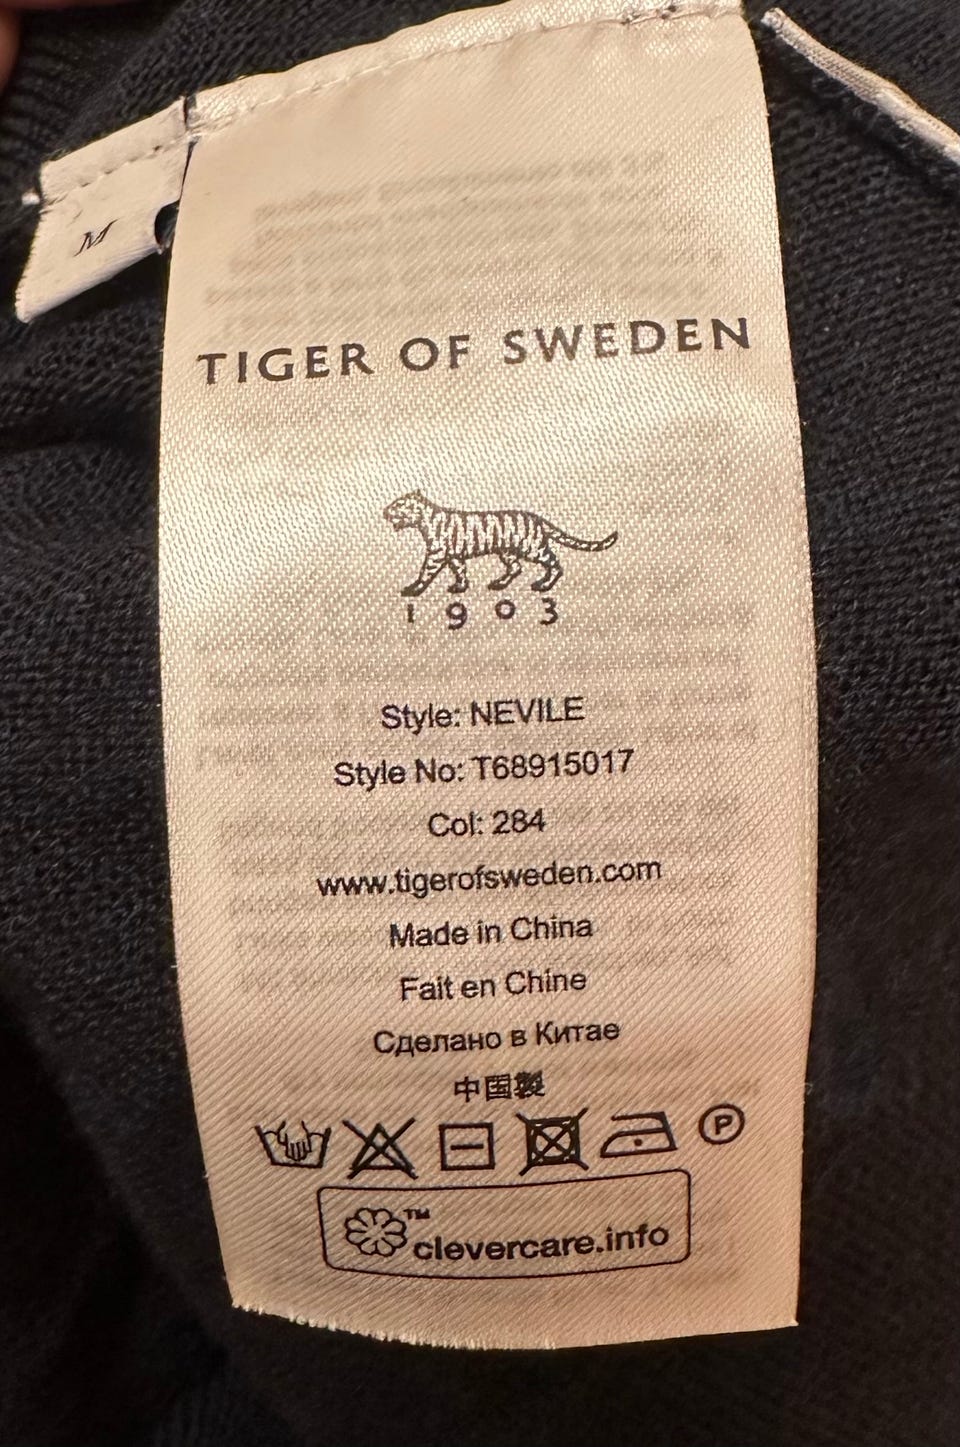 M
TIGER OF SWEDEN
1903
Style: NEVILE
Style No: T68915017
Col: 284
www.tigerofsweden.com
Made in China
Fait en Chine
Сделано в Китае
中国製
P
™clevercare.info